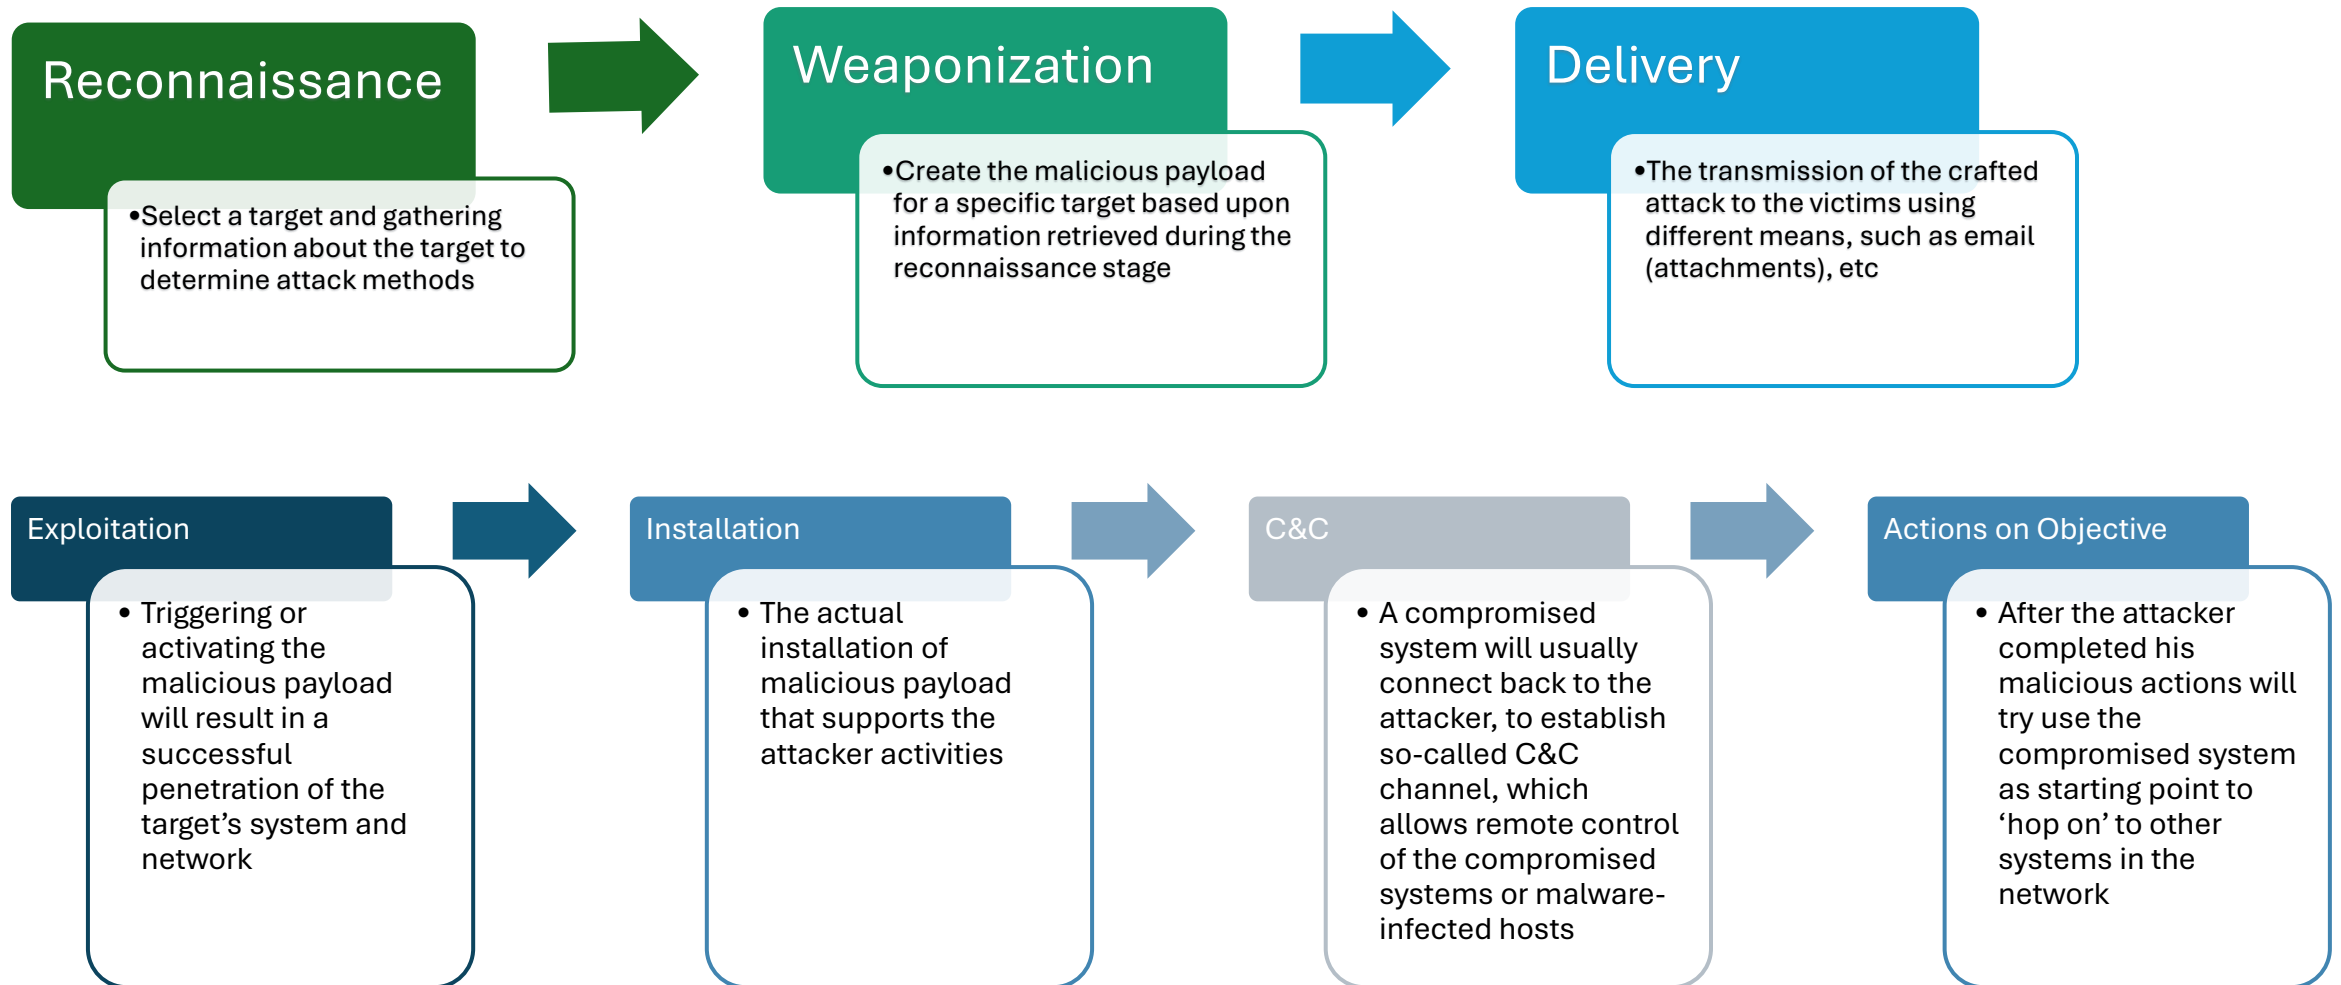 Reconnaissance
•Select a target and gathering
information about the target to
determine attack methods
Weaponization
•Create the malicious payload
for a specific target based upon
information retrieved during the
reconnaissance stage
Delivery
•The transmission of the crafted
attack to the victims using
different means, such as email
(attachments), etc
Exploitation
• Triggering or
activating the
malicious payload
will result in a
successful
penetration of the
target’s system and
network
Installation
• The actual
installation of
malicious payload
that supports the
attacker activities
C&C
• A compromised
system will usually
connect back to the
attacker, to establish
so-called C&C
channel, which
allows remote control
of the compromised
systems or malware-
infected hosts
Actions on Objective
• After the attacker
completed his
malicious actions will
try use the
compromised system
as starting point to
‘hop on’ to other
systems in the
network